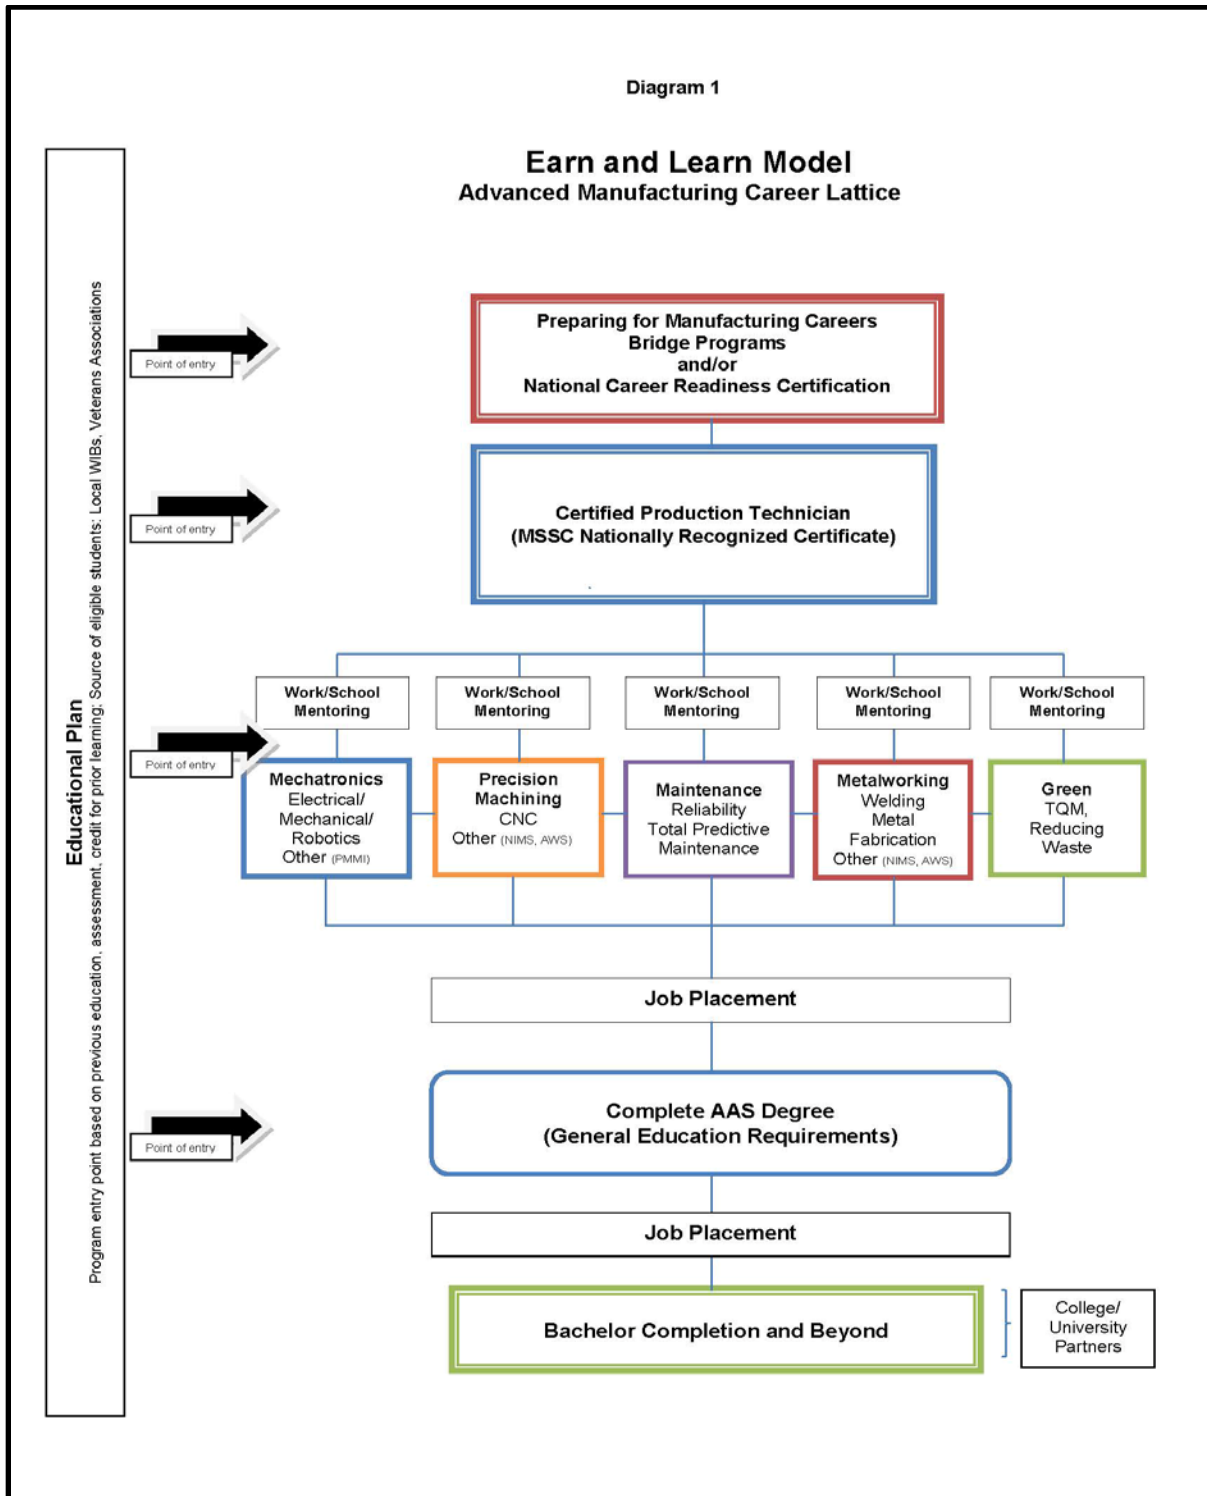 Diagram 1
Earn and Learn Model
Advanced Manufacturing Career Lattice
Educational Plan
Program entry point based on previous education, assessment, credit for prior learning; Source of eligible students: Local WIBs, Veterans Associations
Point of entry
Preparing for Manufacturing Careers
Bridge Programs
and/or
National Career Readiness Certification
Point of entry
Certified Production Technician
(MSSC Nationally Recognized Certificate)
Work/School
Mentoring
Work/School
Mentoring
Work/School
Mentoring
Work/School
Mentoring
Work/School
Mentoring
Point of entry
Mechatronics
Electrical/
Mechanical/
Robotics
Other (PMMI)
Precision
Machining
CNC
Other (NIMS, AWS)
Maintenance
Reliability
Total Predictive
Maintenance
Metalworking
Welding
Metal
Fabrication
Other (NIMS, AWS)
Green
TQM,
Reducing
Waste
Job Placement
Point of entry
Complete AAS Degree
(General Education Requirements)
Job Placement
Bachelor Completion and Beyond
College/
University
Partners